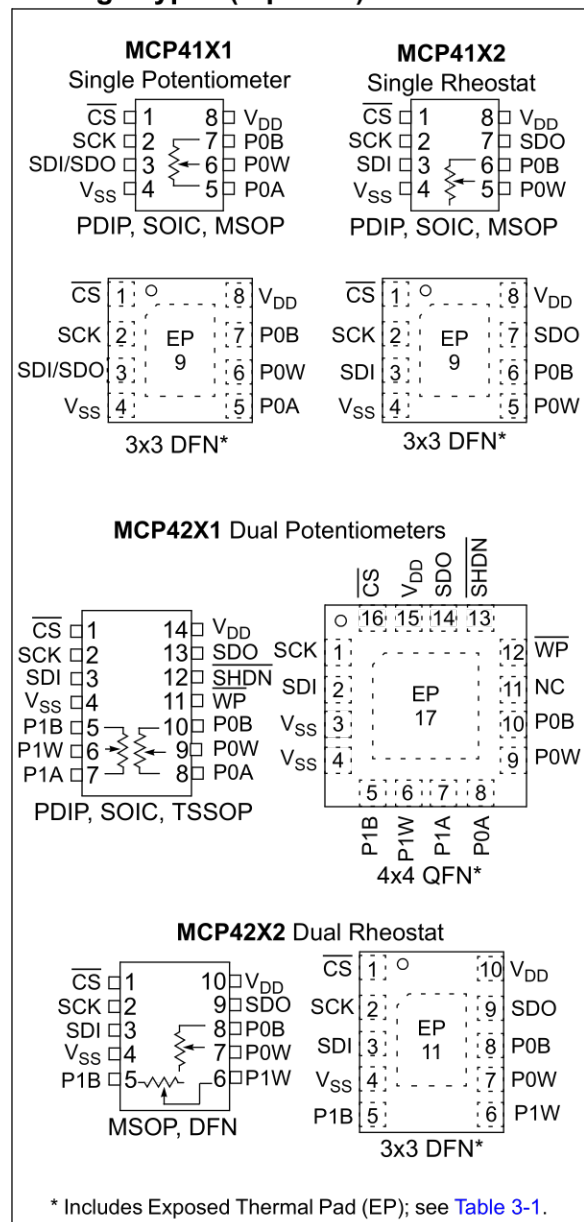 MCP41X1
Single Potentiometer
CS 1 8 VDD
SCK 2 7 P0B
SDI/SDO 3 6 P0W
VSS 4 5 P0A
PDIP, SOIC, MSOP
MCP41X2
Single Rheostat
CS 1 8 VDD
SCK 2 7 SDO
SDI 3 6 P0B
VSS 4 5 P0W
PDIP, SOIC, MSOP
CS 1 8 VDD
SCK 2 EP 7 P0B
SDI/SDO 3 9 6 P0W
VSS 4 5 P0A
3x3 DFN*
CS 1 8 VDD
SCK 2 EP 7 SDO
SDI 3 9 6 P0B
VSS 4 5 P0W
3x3 DFN*
MCP42X1 Dual Potentiometers
CS 1 14 VDD
SCK 2 13 SDO
SDI 3 12 SHDN
VSS 4 11 WP
P1B 5 10 P0B
P1W 6 9 P0W
P1A 7 8 P0A
PDIP, SOIC, TSSOP
CS VDD SDO SHDN
16 15 14 13
SCK 1 12 WP
SDI 2 EP 11 NC
VSS 3 17 10 P0B
VSS 4 9 P0W
5 6 7 8
P1B P1W P1A P0A
4x4 QFN*
MCP42X2 Dual Rheostat
CS 1 10 VDD
SCK 2 9 SDO
SDI 3 8 P0B
VSS 4 7 P0W
P1B 5 6 P1W
MSOP, DFN
CS 1 10 VDD
SCK 2 EP 9 SDO
SDI 3 11 8 P0B
VSS 4 7 P0W
P1B 5 6 P1W
3x3 DFN*
* Includes Exposed Thermal Pad (EP); see Table 3-1.